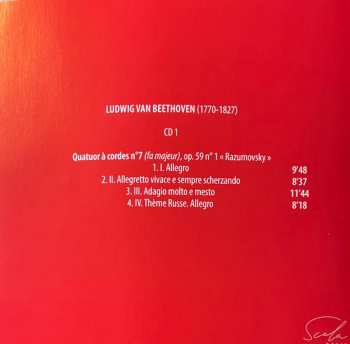 LUDWIG VAN BEETHOVEN (1770-1827)
CD 1
Quatuor à cordes n°7 (fa majeur), op. 59 n° 1 « Razumovsky »
1. I. Allegro 9'48
2. II. Allegretto vivace e sempre scherzando 8'37
3. III. Adagio molto e mesto 11'44
4. IV. Thème Russe. Allegro 8'18
Scala